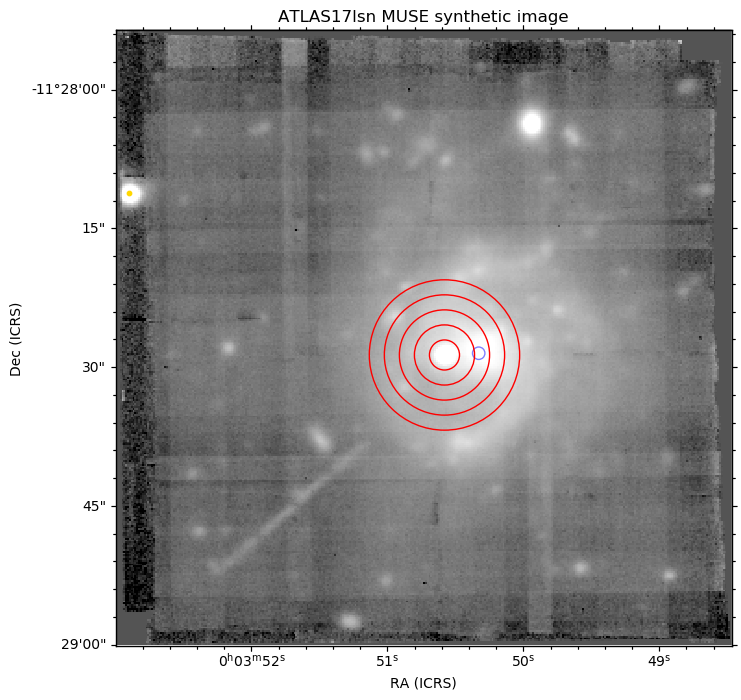 ATLAS17lsn MUSE synthetic image
-11°28'00"
15"
30"
45"
29'00"
0ʰ03ᵐ52ˢ 51ˢ 50ˢ 49ˢ
RA (ICRS)
Dec (ICRS)